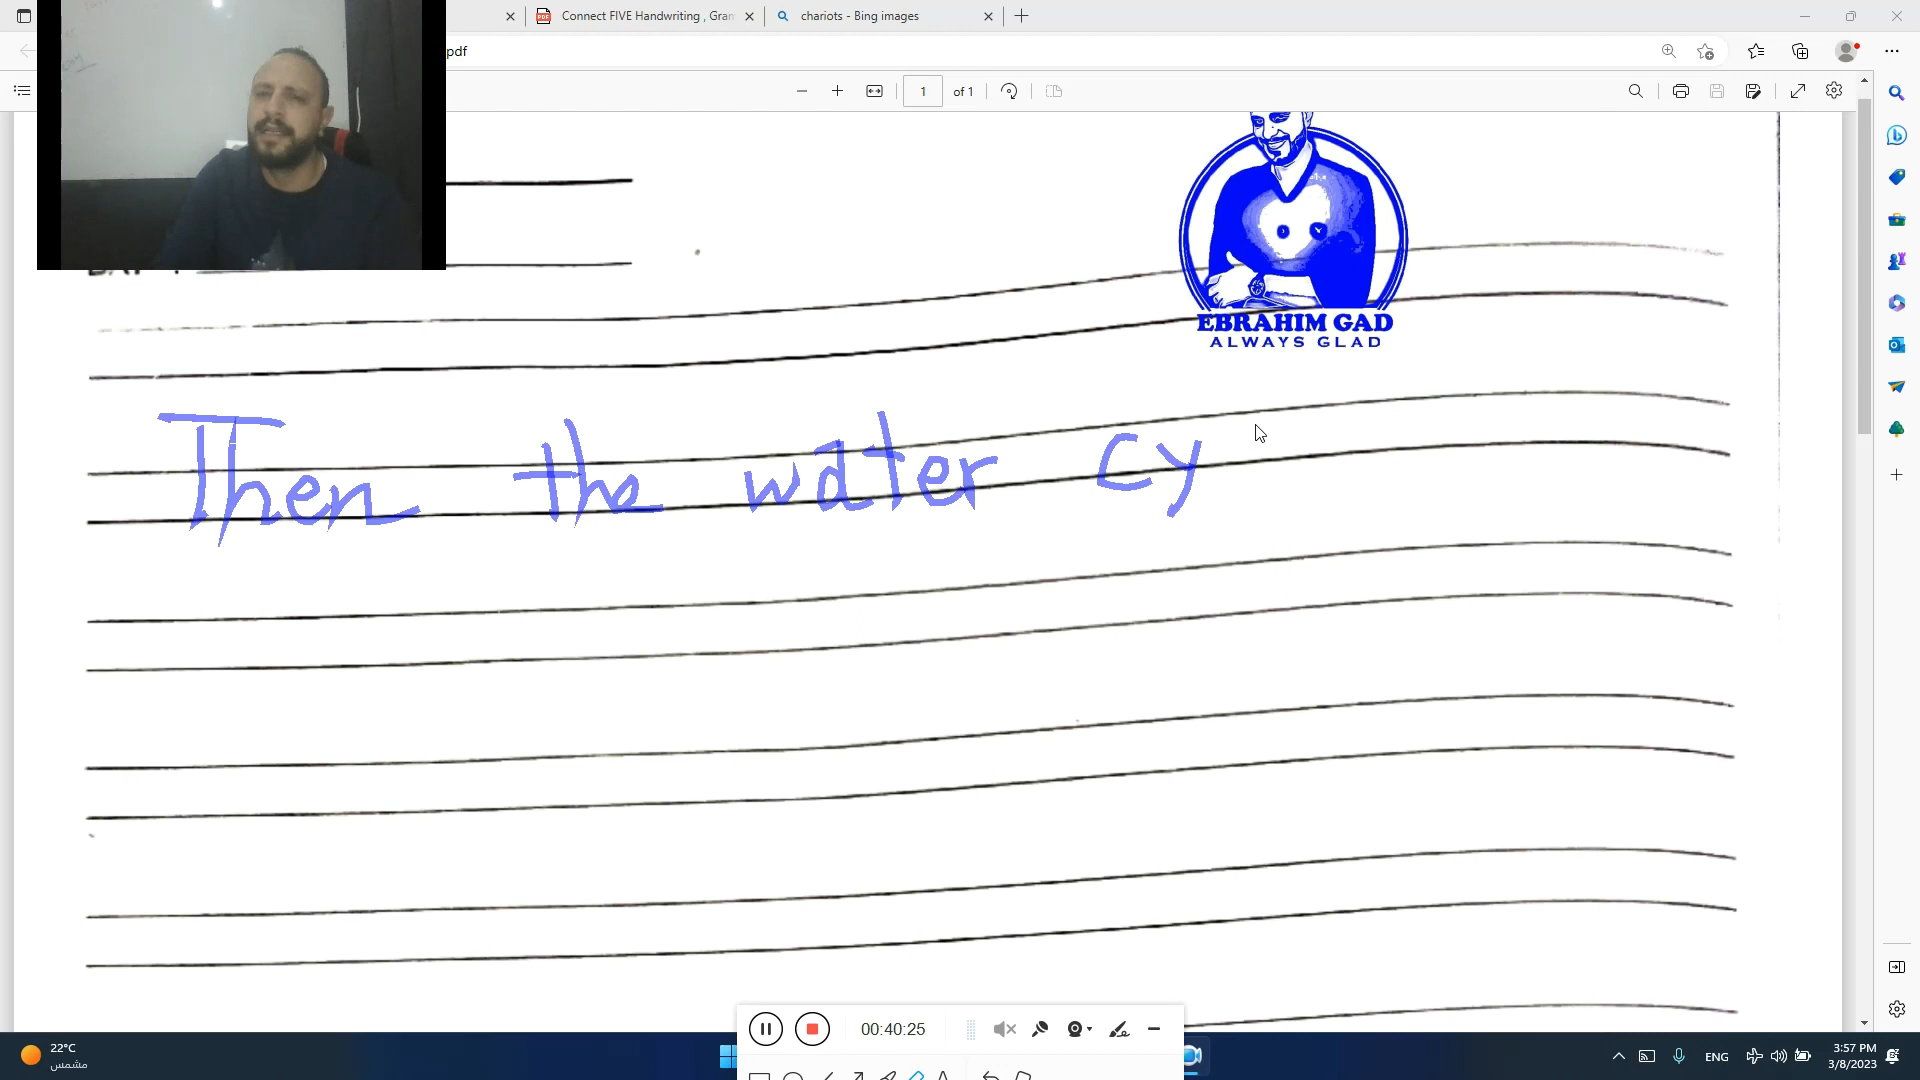 Connect FIVE Handwriting , Gram
chariots - Bing images
pdf
1 of 1
EBRAHIM GAD
ALWAYS GLAD
Then the water cy
00:40:25
22°C
مشمس
ENG
3:57 PM
3/8/2023